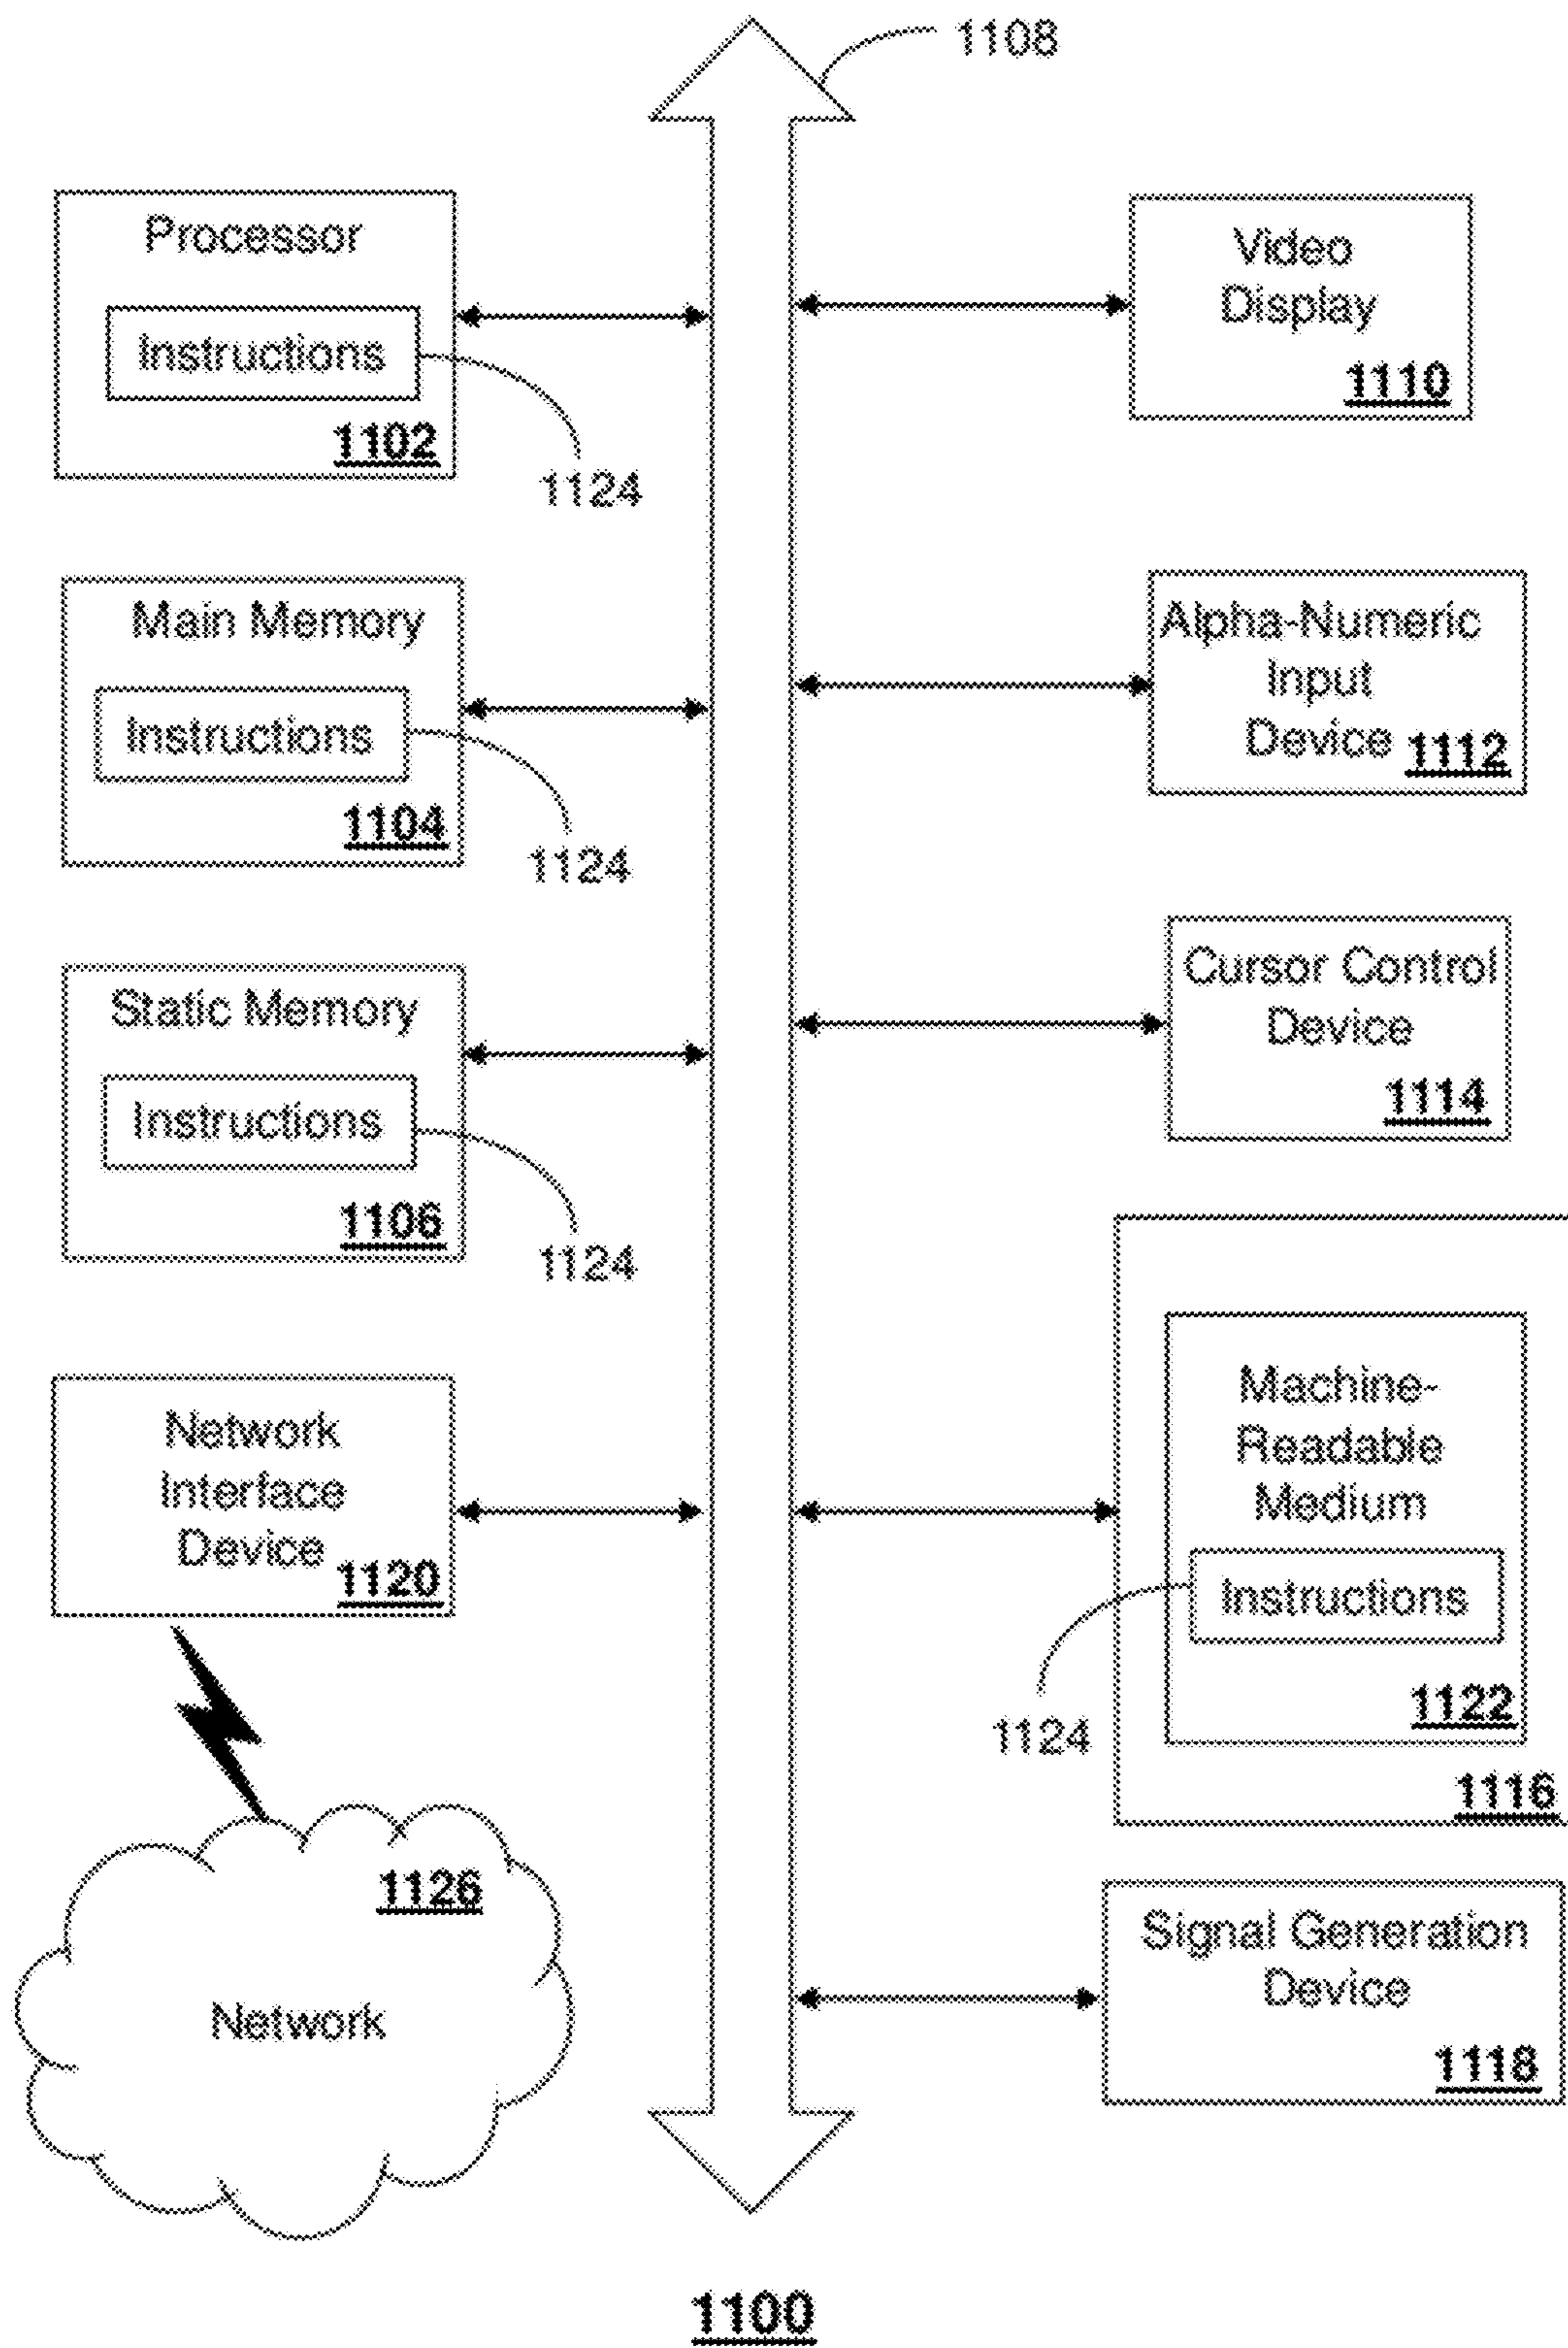 1108
Processor
Instructions
1102
1124
Main Memory
Instructions
1104
1124
Static Memory
Instructions
1106
1124
Network
Interface
Device
1120
1126
Network
Video
Display
1110
Alpha-Numeric
Input
Device
1112
Cursor Control
Device
1114
Machine-
Readable
Medium
Instructions
1124
1122
1116
Signal Generation
Device
1118
1100